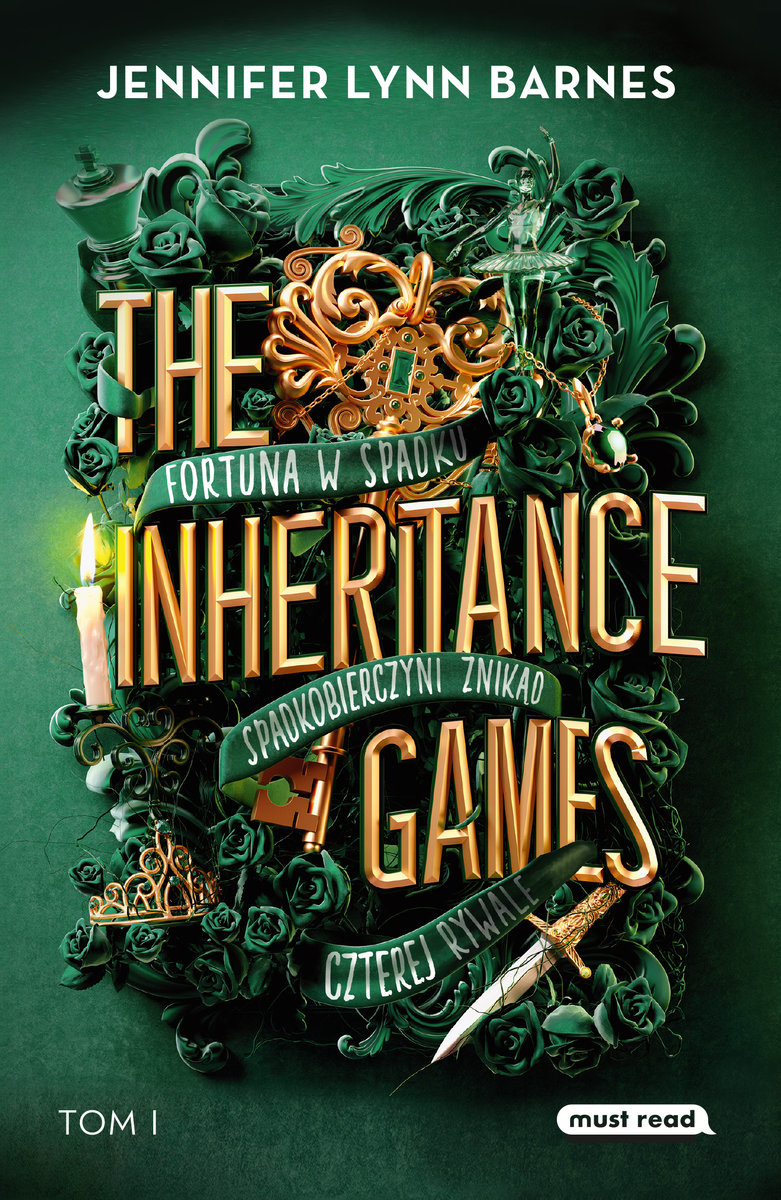 JENNIFER LYNN BARNES
THE
FORTUNA W SPADKU
INHERITANCE
SPADKOBIERCZYNI ZNIKĄD
GAMES
CZTEREJ RYWALE
TOM I
must read